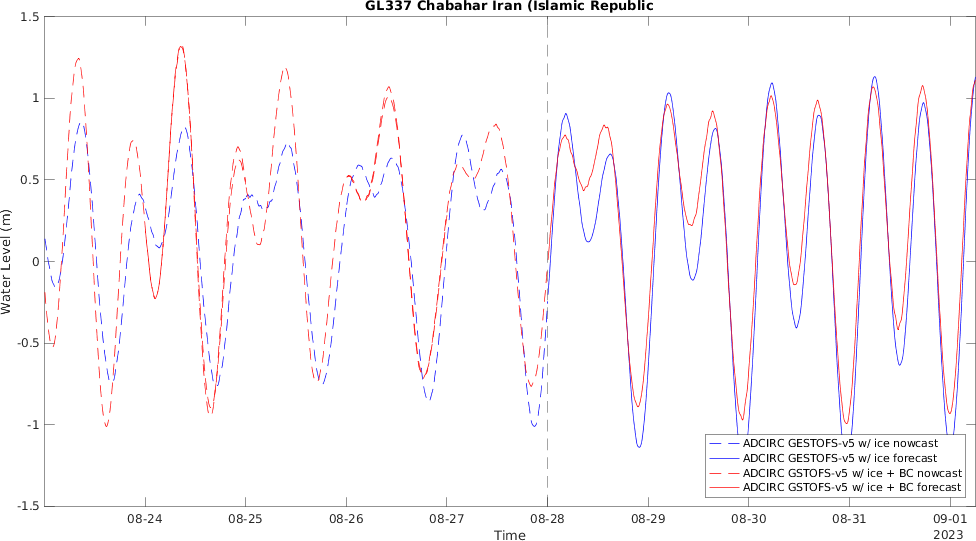 GL337 Chabahar Iran (Islamic Republic
1.5
1
0.5
0
-0.5
-1
-1.5
Water Level (m)
08-24 08-25 08-26 08-27 08-28 08-29 08-30 08-31 09-01
2023
Time
ADCIRC GESTOFS-v5 w/ ice nowcast
ADCIRC GESTOFS-v5 w/ ice forecast
ADCIRC GSTOFS-v5 w/ ice + BC nowcast
ADCIRC GSTOFS-v5 w/ ice + BC forecast